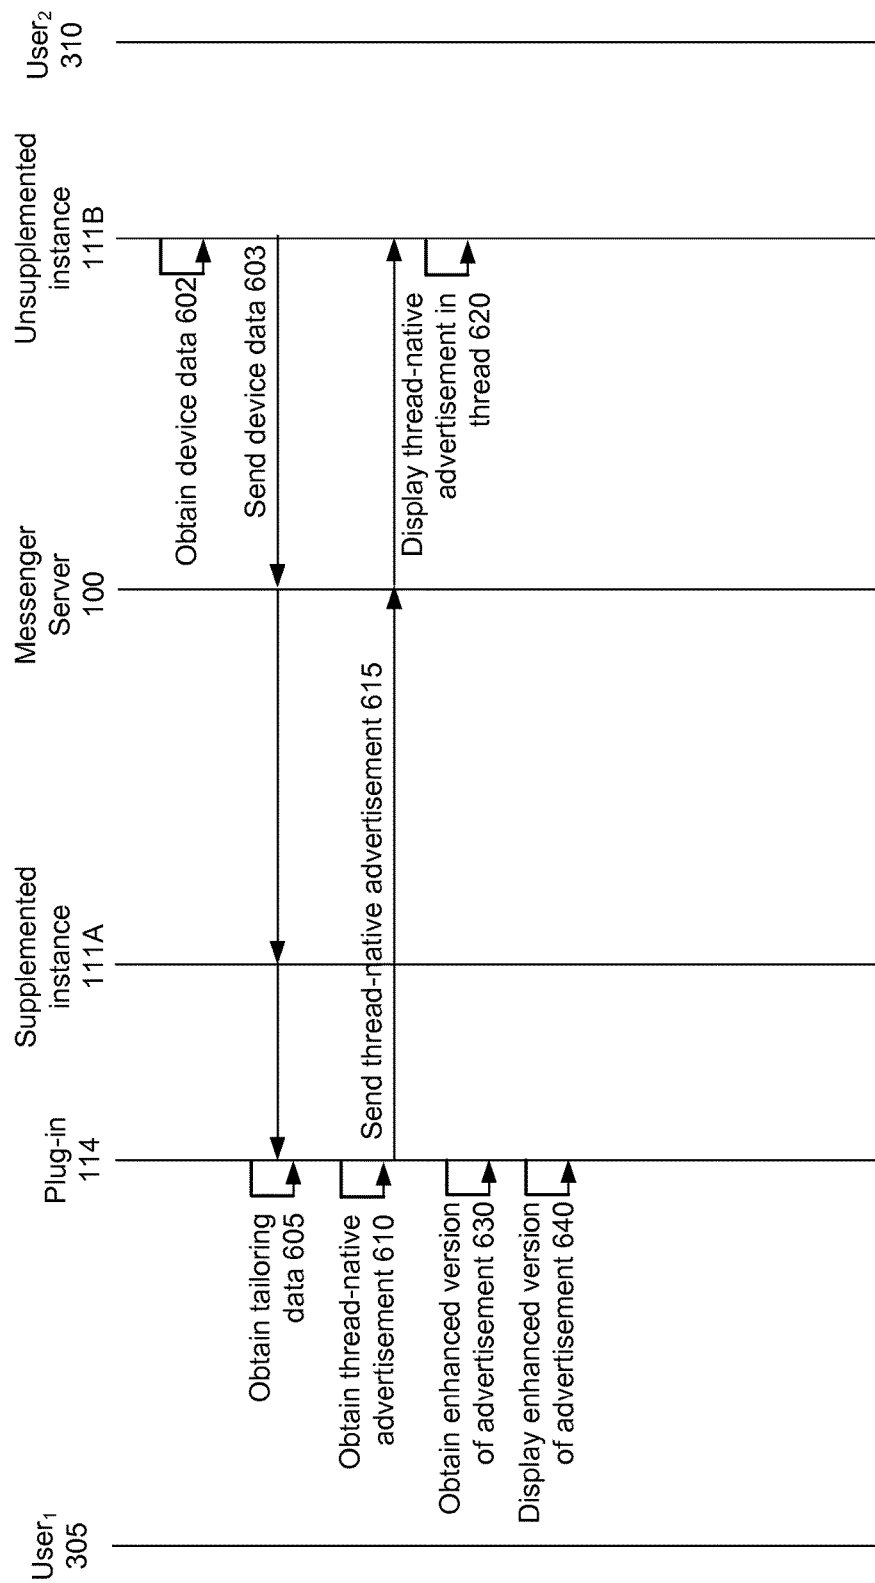 User₁
305
Plug-in
114
Supplemented
instance
111A
Messenger
Server
100
Unsupplemented
instance
111B
User₂
310
Obtain device data 602
Send device data 603
Obtain tailoring
data 605
Obtain thread-native
advertisement 610
Send thread-native advertisement 615
Display thread-native
advertisement in
thread 620
Obtain enhanced version
of advertisement 630
Display enhanced version
of advertisement 640